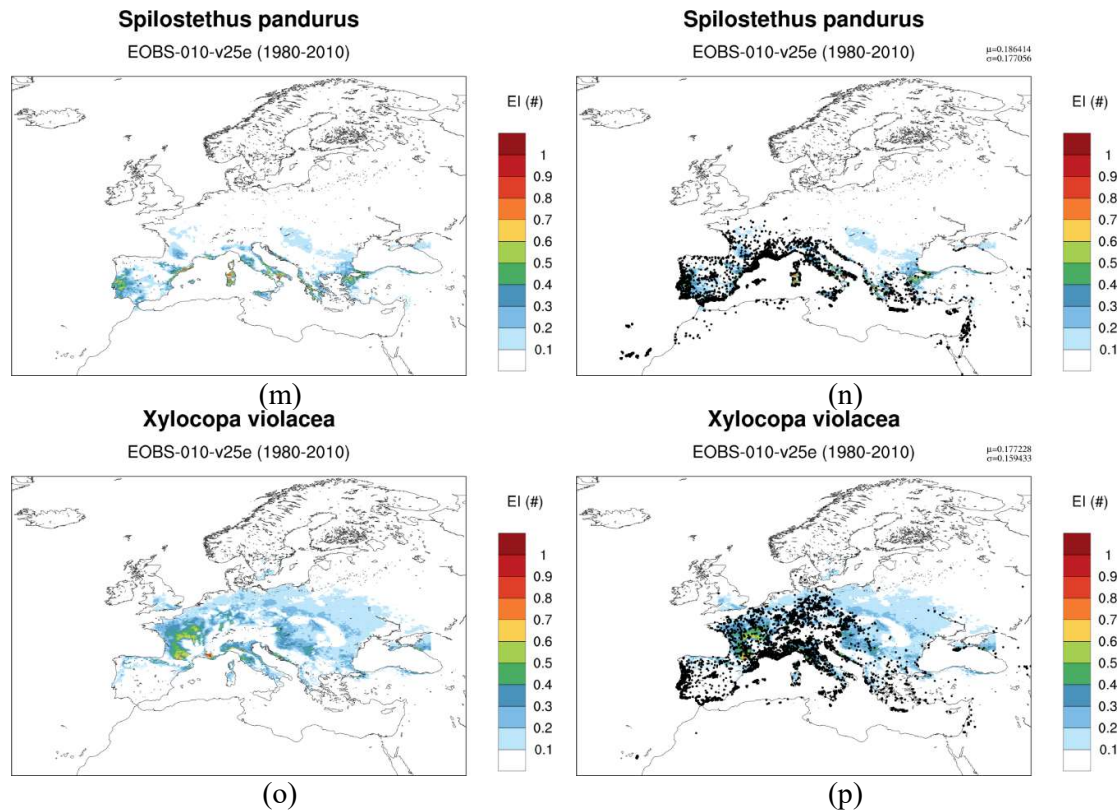 Spilostethus pandurus
EOBS-010-v25e (1980-2010)
EI (#)
1
0.9
0.8
0.7
0.6
0.5
0.4
0.3
0.2
0.1
(m)
Spilostethus pandurus
EOBS-010-v25e (1980-2010)
μ=0.186414
σ=0.177056
EI (#)
1
0.9
0.8
0.7
0.6
0.5
0.4
0.3
0.2
0.1
(n)
Xylocopa violacea
EOBS-010-v25e (1980-2010)
EI (#)
1
0.9
0.8
0.7
0.6
0.5
0.4
0.3
0.2
0.1
(o)
Xylocopa violacea
EOBS-010-v25e (1980-2010)
μ=0.177228
σ=0.159433
EI (#)
1
0.9
0.8
0.7
0.6
0.5
0.4
0.3
0.2
0.1
(p)